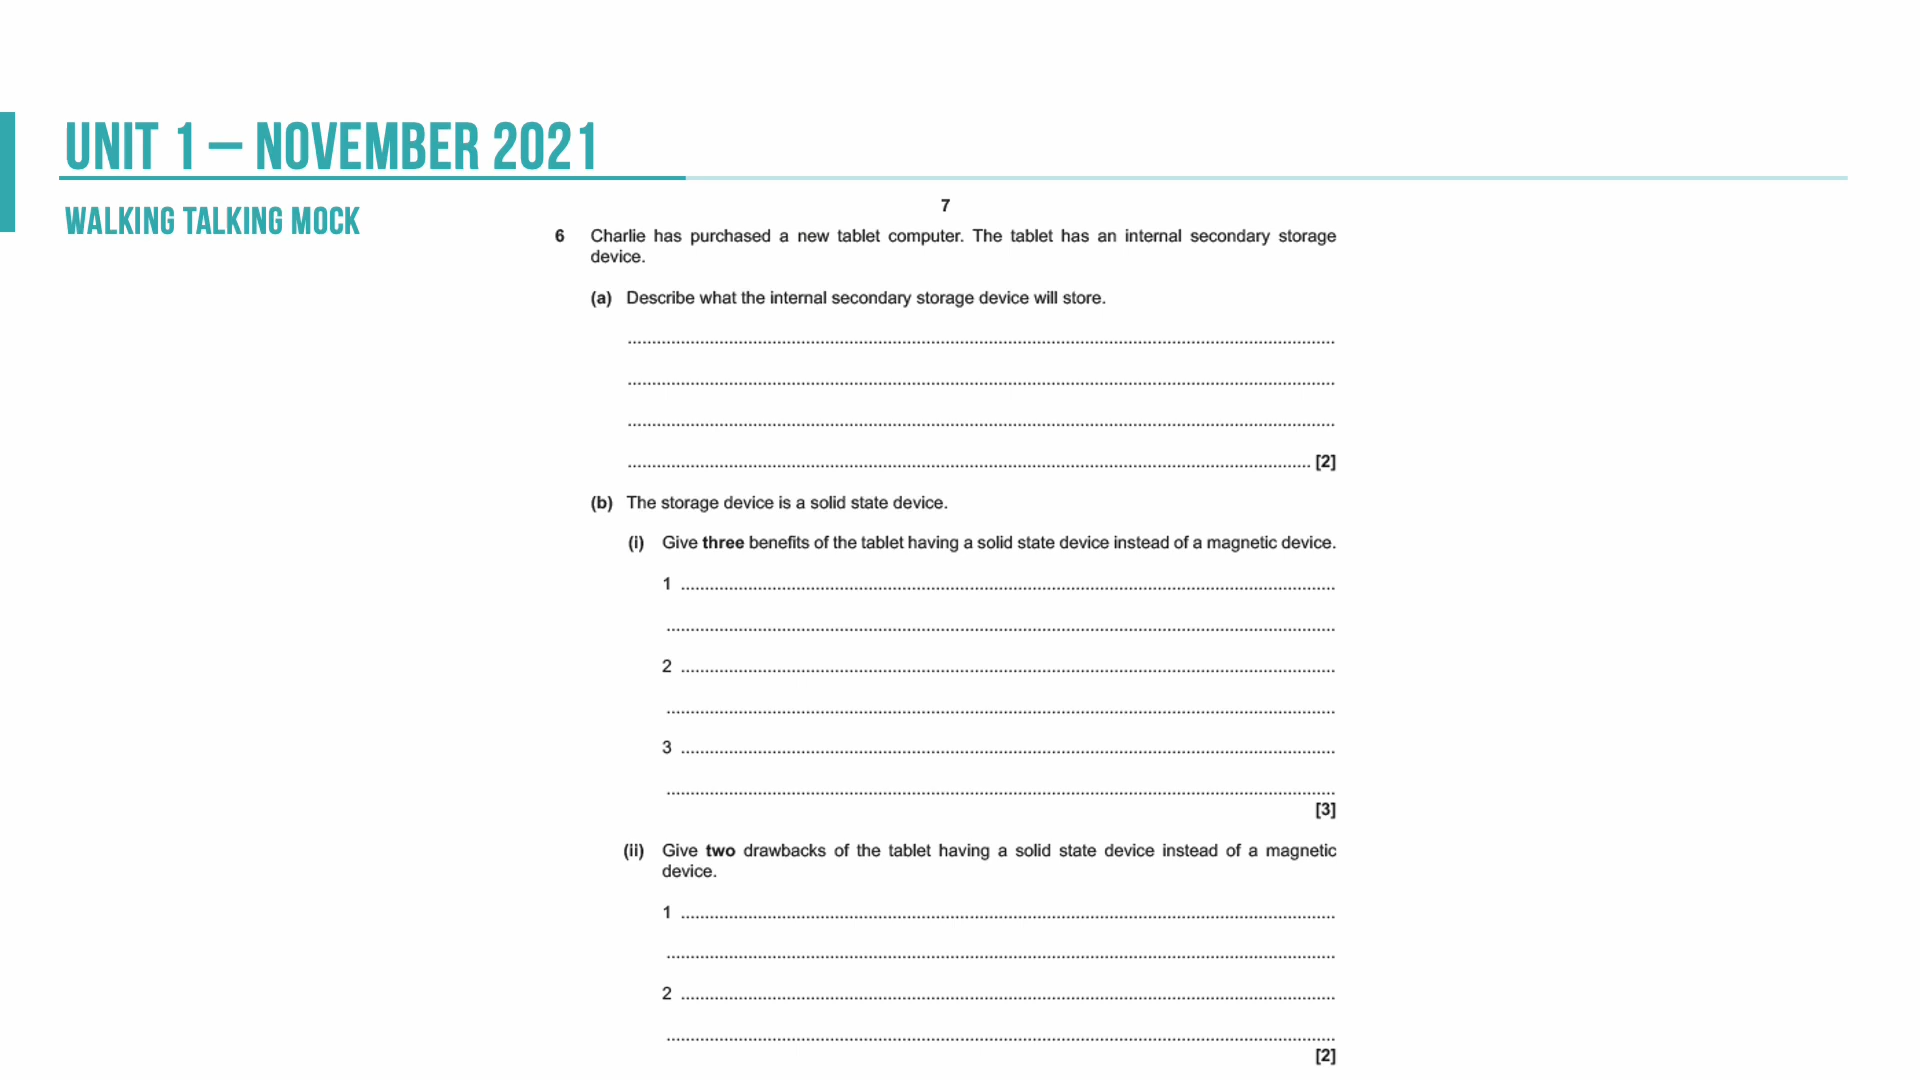 UNIT 1 – NOVEMBER 2021
WALKING TALKING MOCK
7
6 Charlie has purchased a new tablet computer. The tablet has an internal secondary storage
device.
(a) Describe what the internal secondary storage device will store.
................................................................
................................................................
................................................................
................................................................ [2]
(b) The storage device is a solid state device.
(i) Give three benefits of the tablet having a solid state device instead of a magnetic device.
1 ................................................................
................................................................
2 ................................................................
................................................................
3 ................................................................
................................................................
[3]
(ii) Give two drawbacks of the tablet having a solid state device instead of a magnetic
device.
1 ................................................................
................................................................
2 ................................................................
................................................................
[2]